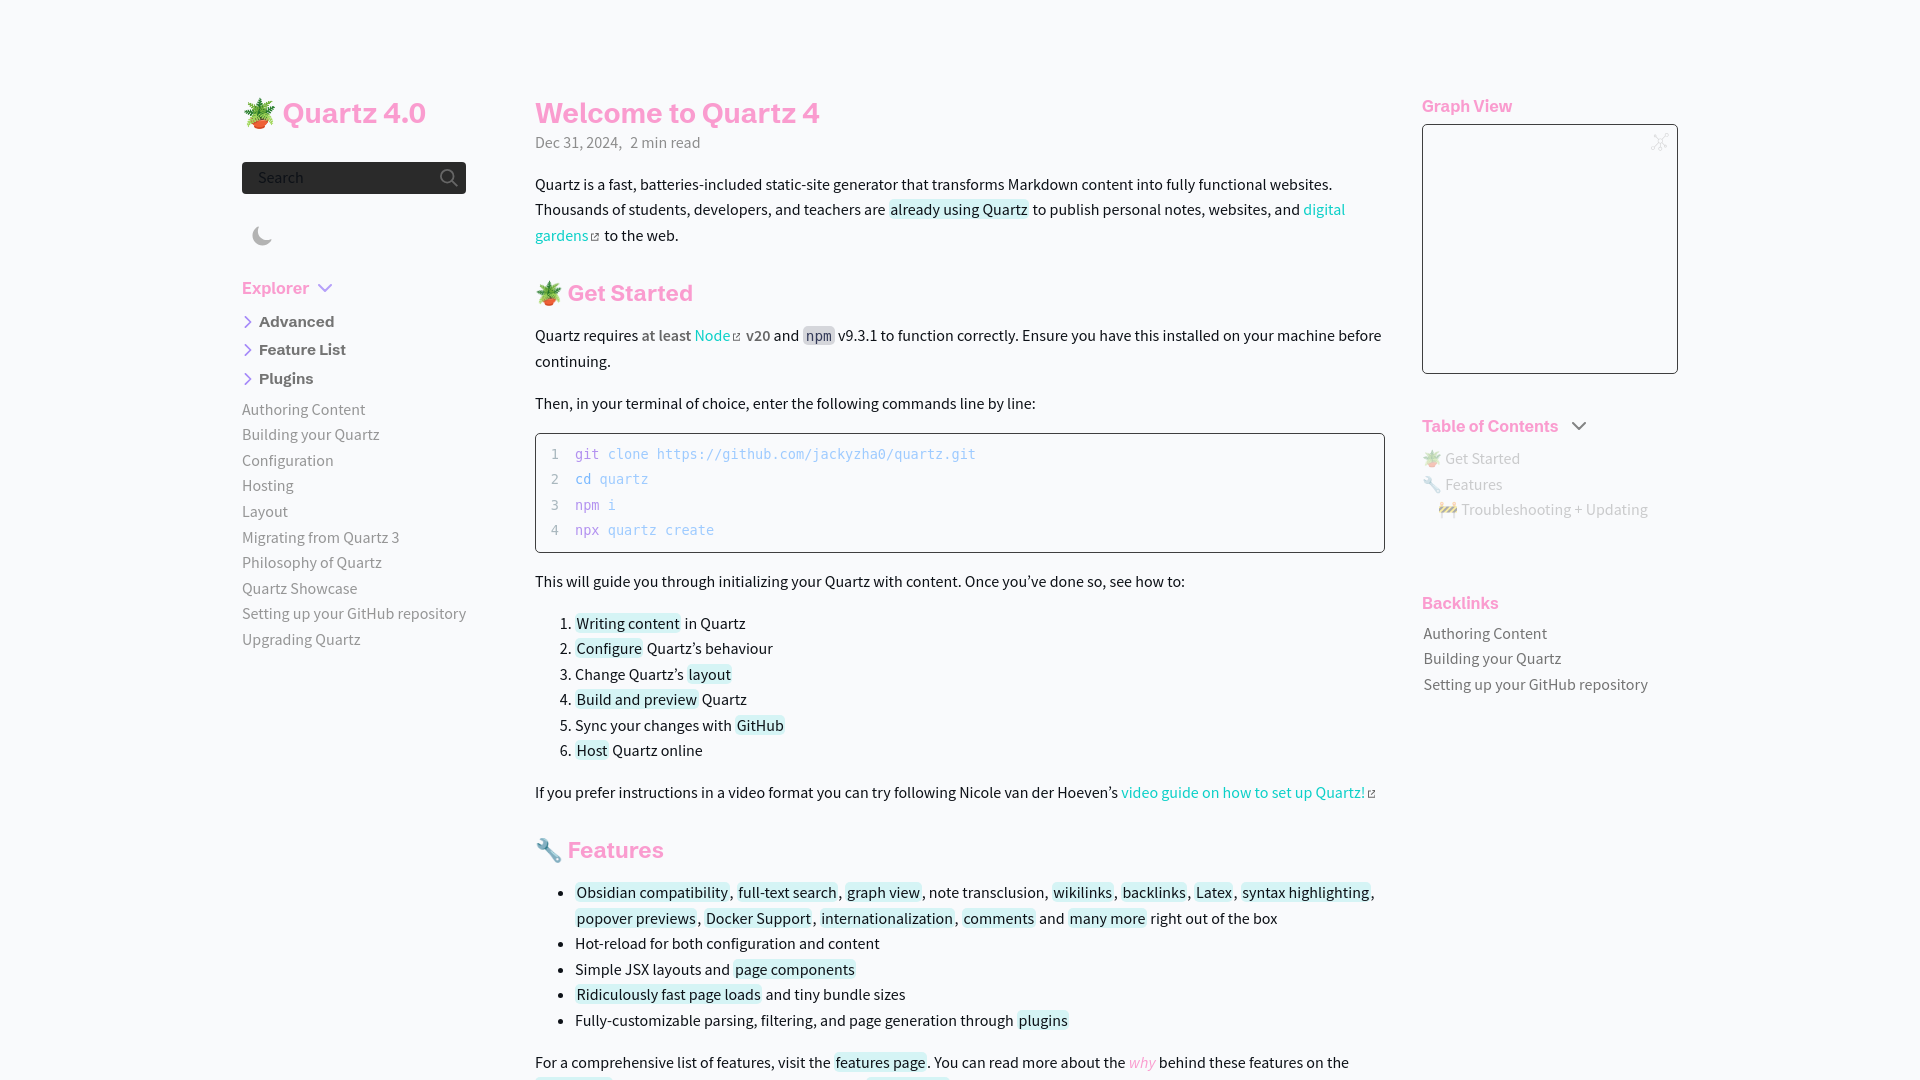 🪴 Quartz 4.0
Search
Explorer
Advanced
Feature List
Plugins
Authoring Content
Building your Quartz
Configuration
Hosting
Layout
Migrating from Quartz 3
Philosophy of Quartz
Quartz Showcase
Setting up your GitHub repository
Upgrading Quartz
Welcome to Quartz 4
Dec 31, 2024, 2 min read
Quartz is a fast, batteries-included static-site generator that transforms Markdown content into fully functional websites.
Thousands of students, developers, and teachers are already using Quartz to publish personal notes, websites, and digital
gardens to the web.
🪴 Get Started
Quartz requires at least Node v20 and npm v9.3.1 to function correctly. Ensure you have this installed on your machine before
continuing.
Then, in your terminal of choice, enter the following commands line by line:
1 git clone https://github.com/jackyzha0/quartz.git
2 cd quartz
3 npm i
4 npx quartz create
This will guide you through initializing your Quartz with content. Once you’ve done so, see how to:
1. Writing content in Quartz
2. Configure Quartz’s behaviour
3. Change Quartz’s layout
4. Build and preview Quartz
5. Sync your changes with GitHub
6. Host Quartz online
If you prefer instructions in a video format you can try following Nicole van der Hoeven’s video guide on how to set up Quartz!
🔧 Features
• Obsidian compatibility, full-text search, graph view, note transclusion, wikilinks, backlinks, Latex, syntax highlighting,
popover previews, Docker Support, internationalization, comments and many more right out of the box
• Hot-reload for both configuration and content
• Simple JSX layouts and page components
• Ridiculously fast page loads and tiny bundle sizes
• Fully-customizable parsing, filtering, and page generation through plugins
For a comprehensive list of features, visit the features page. You can read more about the why behind these features on the
Graph View
Table of Contents
🪴 Get Started
🔧 Features
🚧 Troubleshooting + Updating
Backlinks
Authoring Content
Building your Quartz
Setting up your GitHub repository